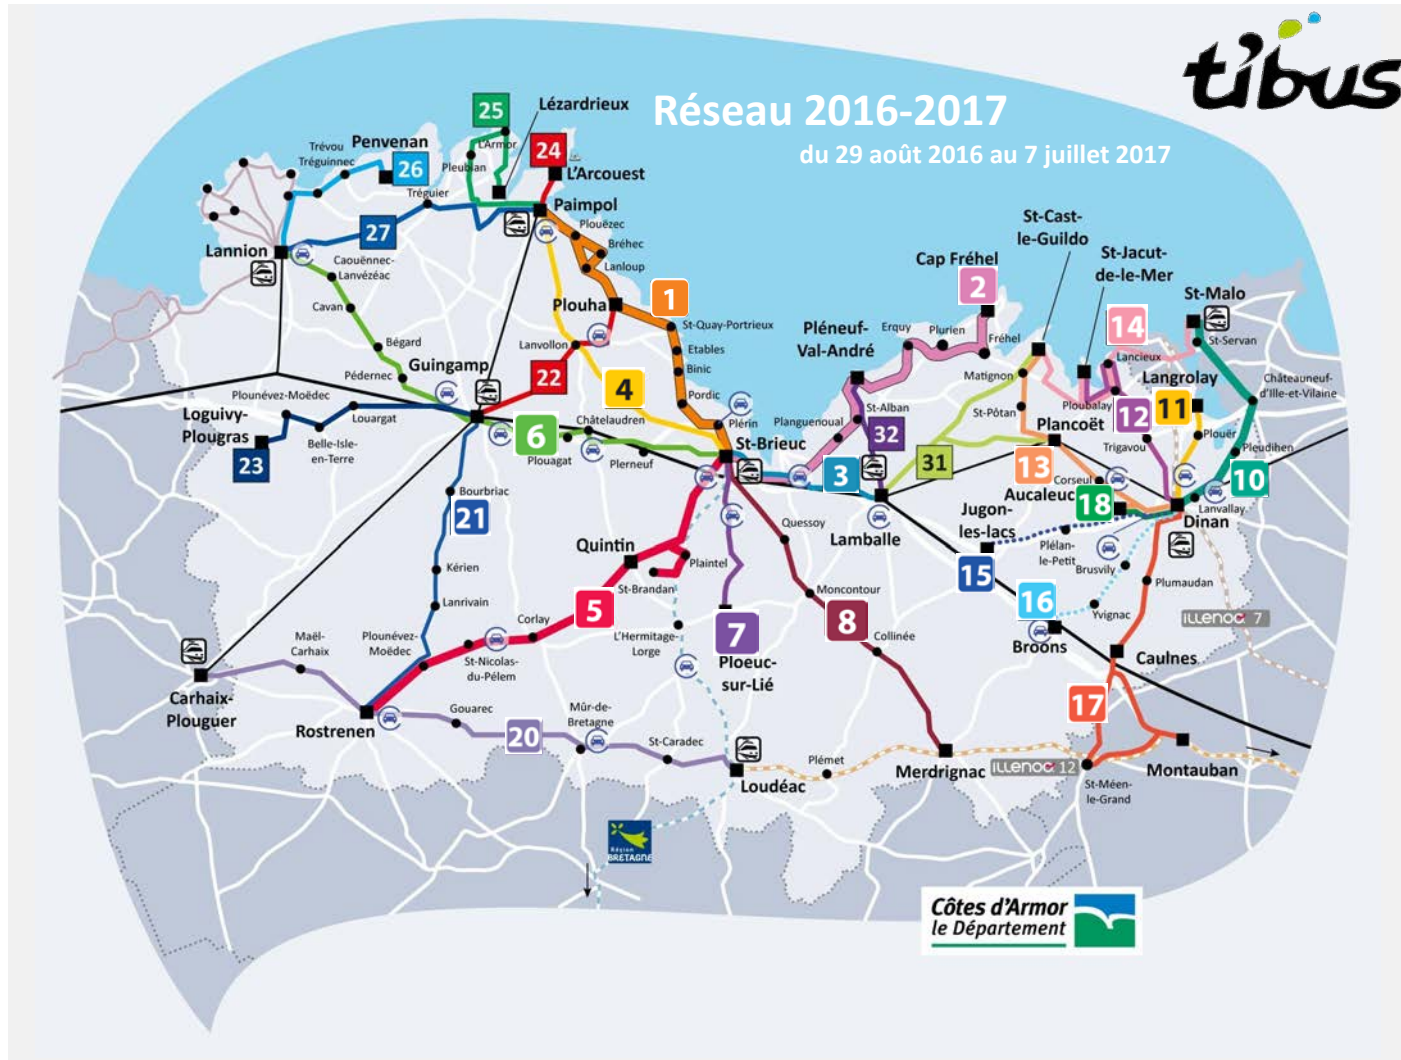 tibus
Réseau 2016-2017
du 29 août 2016 au 7 juillet 2017
25
Lézardrieux
L'Armor
Pleubian
24
L'Arcouest
Penvenan
Trévou
Tréguinnec
26
Tréguier
Paimpol
27
Lannion
Caouënnec-
Lanvézéac
Plouëzec
Bréhec
Lanloup
Cavan
Plouha
1
St-Quay-Portrieux
Bégard
Lanvollon
Etables
Binic
Guingamp
Pédernec
22
4
Pordic
Plounévez-Moëdec
Louargat
Loguivy-
Plougras
Belle-Isle-
en-Terre
23
6
Châtelaudren
Plouagat
Plerneuf
Plérin
St-Brieuc
St-Cast-
le-Guildo
St-Jacut-
de-le-Mer
Cap Fréhel
2
St-Malo
St-Servan
Pléneuf-
Val-André
Erquy
Plurien
Fréhel
14
Lancieux
Matignon
Langrolay
Châteauneuf-
d'Ille-et-Vilaine
St-Alban
St-Pôtan
Ploubalay
12
11
Planguenoual
32
Plancoët
Trigavou
Plouër
Pleudihen
31
13
3
Corseul
10
Aucaleuc
18
Lanvallay
Dinan
Lamballe
Jugon-
les-lacs
Plélan-
le-Petit
Brusvily
15
Plumaudan
16
Yvignac
illenoo 7
Broons
Caulnes
Bourbriac
21
Quessoy
Quintin
Plaintel
St-Brandan
Kérien
Moncontour
Lanrivain
5
7
8
Plounévez-
Moëdec
Corlay
L'Hermitage-
Lorge
Collinée
Maël-
Carhaix
St-Nicolas-
du-Pélem
Ploeuc-
sur-Lié
Carhaix-
Plouguer
17
Rostrenen
Gouarec
20
Mûr-de-
Bretagne
St-Caradec
Loudéac
Plémet
Merdrignac
illenoo 12
Montauban
St-Méen-
le-Grand
Région
BRETAGNE
Côtes d'Armor
le Département